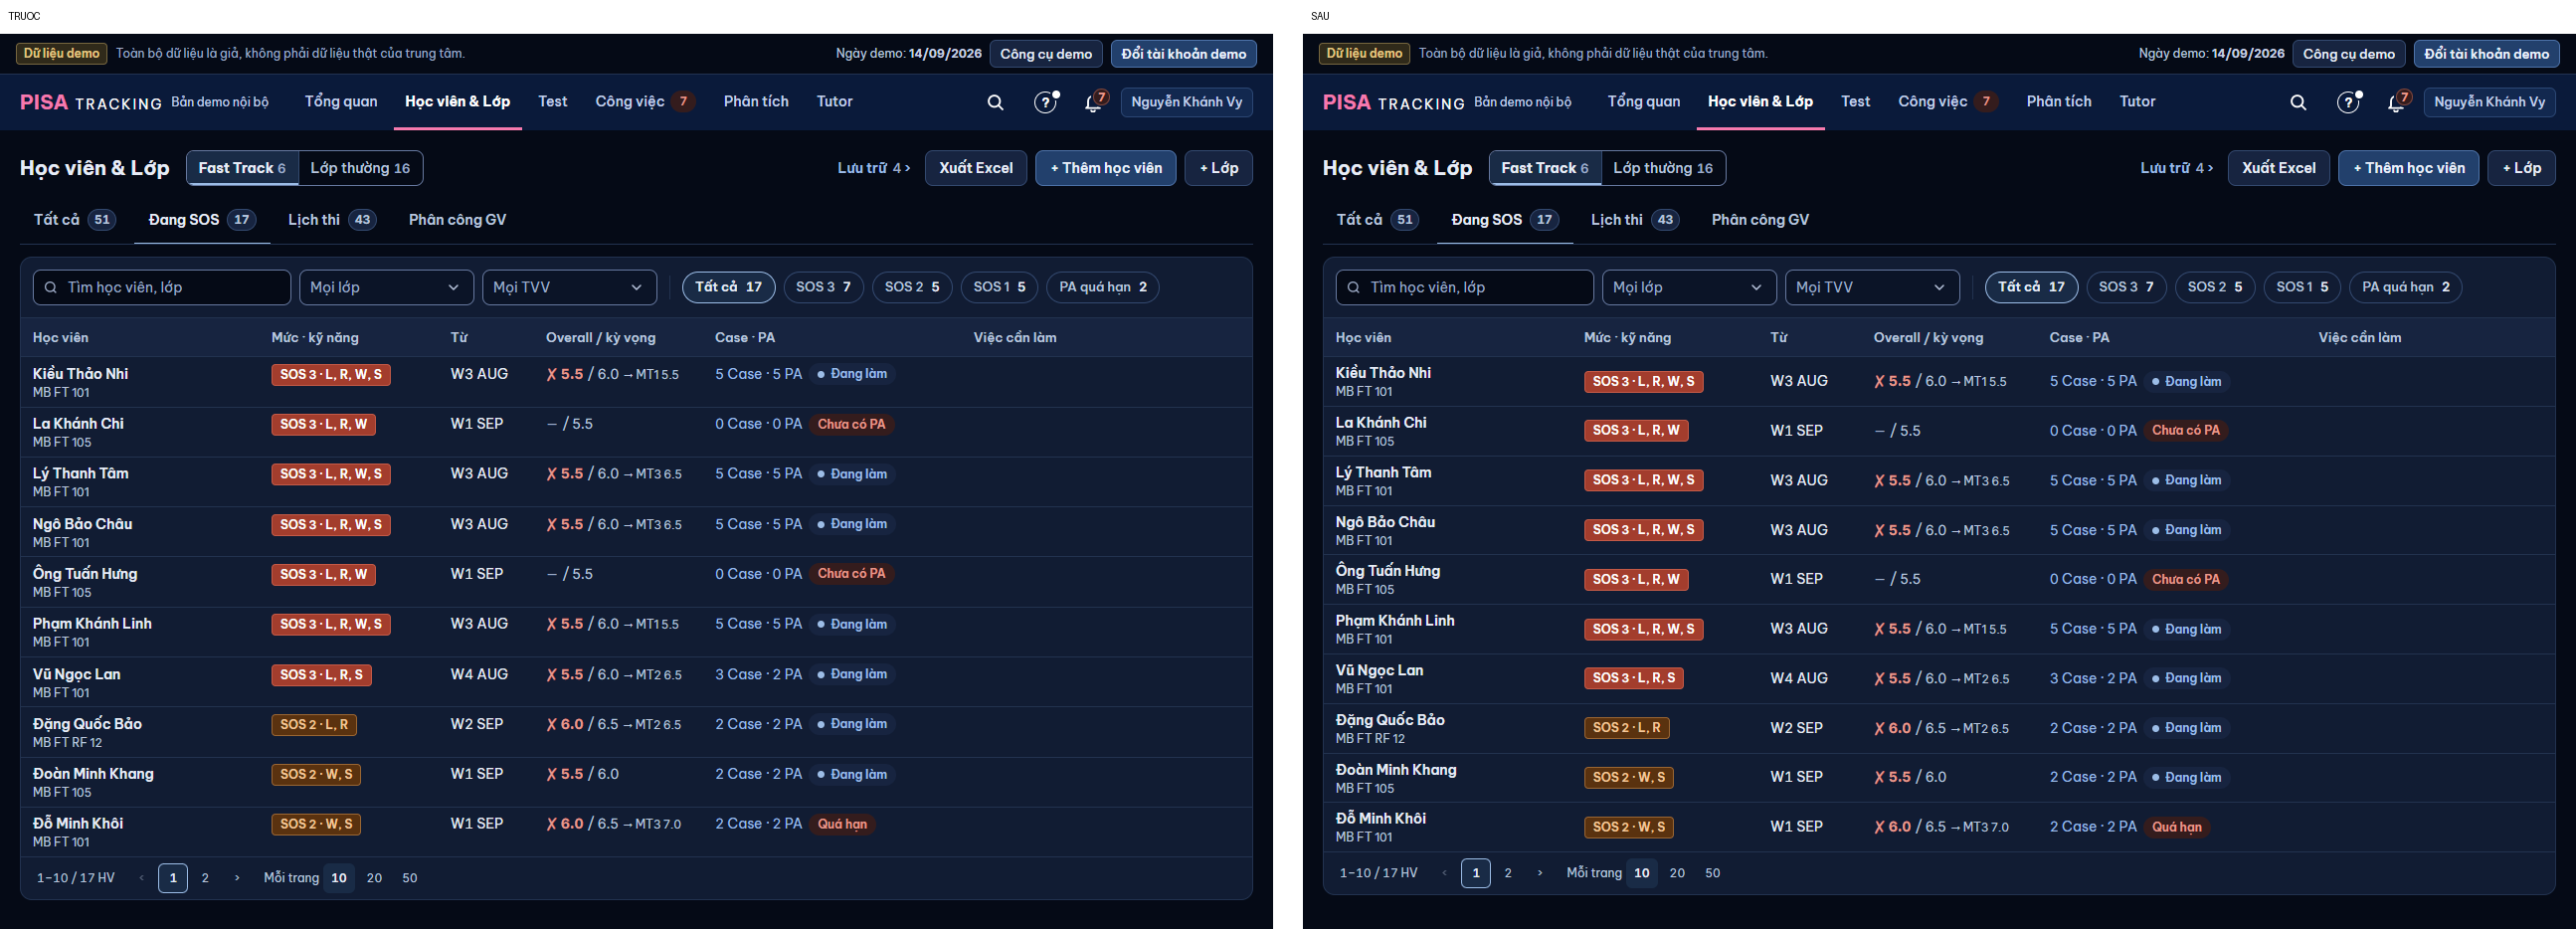 TRUOC
Dữ liệu demo Toàn bộ dữ liệu là giả, không phải dữ liệu thật của trung tâm. Ngày demo: 14/09/2026 Công cụ demo Đổi tài khoản demo
PISA TRACKING Bản demo nội bộ Tổng quan Học viên & Lớp Test Công việc 7 Phân tích Tutor ? 7 Nguyễn Khánh Vy
Học viên & Lớp Fast Track 6 Lớp thường 16 Lưu trữ 4 › Xuất Excel + Thêm học viên + Lớp
Tất cả 51 Đang SOS 17 Lịch thi 43 Phân công GV
Tìm học viên, lớp Mọi lớp Mọi TVV Tất cả 17 SOS 3 7 SOS 2 5 SOS 1 5 PA quá hạn 2
Học viên Mức · kỹ năng Từ Overall / kỳ vọng Case · PA Việc cần làm
Kiều Thảo Nhi SOS 3 · L, R, W, S W3 AUG ✗ 5.5 / 6.0 → MT1 5.5 5 Case · 5 PA Đang làm
MB FT 101
La Khánh Chi SOS 3 · L, R, W W1 SEP – / 5.5 0 Case · 0 PA Chưa có PA
MB FT 105
Lý Thanh Tâm SOS 3 · L, R, W, S W3 AUG ✗ 5.5 / 6.0 → MT3 6.5 5 Case · 5 PA Đang làm
MB FT 101
Ngô Bảo Châu SOS 3 · L, R, W, S W3 AUG ✗ 5.5 / 6.0 → MT3 6.5 5 Case · 5 PA Đang làm
MB FT 101
Ông Tuấn Hưng SOS 3 · L, R, W W1 SEP – / 5.5 0 Case · 0 PA Chưa có PA
MB FT 105
Phạm Khánh Linh SOS 3 · L, R, W, S W3 AUG ✗ 5.5 / 6.0 → MT1 5.5 5 Case · 5 PA Đang làm
MB FT 101
Vũ Ngọc Lan SOS 3 · L, R, S W4 AUG ✗ 5.5 / 6.0 → MT2 6.5 3 Case · 2 PA Đang làm
MB FT 101
Đặng Quốc Bảo SOS 2 · L, R W2 SEP ✗ 6.0 / 6.5 → MT2 6.5 2 Case · 2 PA Đang làm
MB FT RF 12
Đoàn Minh Khang SOS 2 · W, S W1 SEP ✗ 5.5 / 6.0 2 Case · 2 PA Đang làm
MB FT 105
Đỗ Minh Khôi SOS 2 · W, S W1 SEP ✗ 6.0 / 6.5 → MT3 7.0 2 Case · 2 PA Quá hạn
MB FT 101
1–10 / 17 HV ‹ 1 2 › Mỗi trang 10 20 50
SAU
Dữ liệu demo Toàn bộ dữ liệu là giả, không phải dữ liệu thật của trung tâm. Ngày demo: 14/09/2026 Công cụ demo Đổi tài khoản demo
PISA TRACKING Bản demo nội bộ Tổng quan Học viên & Lớp Test Công việc 7 Phân tích Tutor ? 7 Nguyễn Khánh Vy
Học viên & Lớp Fast Track 6 Lớp thường 16 Lưu trữ 4 › Xuất Excel + Thêm học viên + Lớp
Tất cả 51 Đang SOS 17 Lịch thi 43 Phân công GV
Tìm học viên, lớp Mọi lớp Mọi TVV Tất cả 17 SOS 3 7 SOS 2 5 SOS 1 5 PA quá hạn 2
Học viên Mức · kỹ năng Từ Overall / kỳ vọng Case · PA Việc cần làm
Kiều Thảo Nhi SOS 3 · L, R, W, S W3 AUG ✗ 5.5 / 6.0 → MT1 5.5 5 Case · 5 PA Đang làm
MB FT 101
La Khánh Chi SOS 3 · L, R, W W1 SEP – / 5.5 0 Case · 0 PA Chưa có PA
MB FT 105
Lý Thanh Tâm SOS 3 · L, R, W, S W3 AUG ✗ 5.5 / 6.0 → MT3 6.5 5 Case · 5 PA Đang làm
MB FT 101
Ngô Bảo Châu SOS 3 · L, R, W, S W3 AUG ✗ 5.5 / 6.0 → MT3 6.5 5 Case · 5 PA Đang làm
MB FT 101
Ông Tuấn Hưng SOS 3 · L, R, W W1 SEP – / 5.5 0 Case · 0 PA Chưa có PA
MB FT 105
Phạm Khánh Linh SOS 3 · L, R, W, S W3 AUG ✗ 5.5 / 6.0 → MT1 5.5 5 Case · 5 PA Đang làm
MB FT 101
Vũ Ngọc Lan SOS 3 · L, R, S W4 AUG ✗ 5.5 / 6.0 → MT2 6.5 3 Case · 2 PA Đang làm
MB FT 101
Đặng Quốc Bảo SOS 2 · L, R W2 SEP ✗ 6.0 / 6.5 → MT2 6.5 2 Case · 2 PA Đang làm
MB FT RF 12
Đoàn Minh Khang SOS 2 · W, S W1 SEP ✗ 5.5 / 6.0 2 Case · 2 PA Đang làm
MB FT 105
Đỗ Minh Khôi SOS 2 · W, S W1 SEP ✗ 6.0 / 6.5 → MT3 7.0 2 Case · 2 PA Quá hạn
MB FT 101
1–10 / 17 HV ‹ 1 2 › Mỗi trang 10 20 50